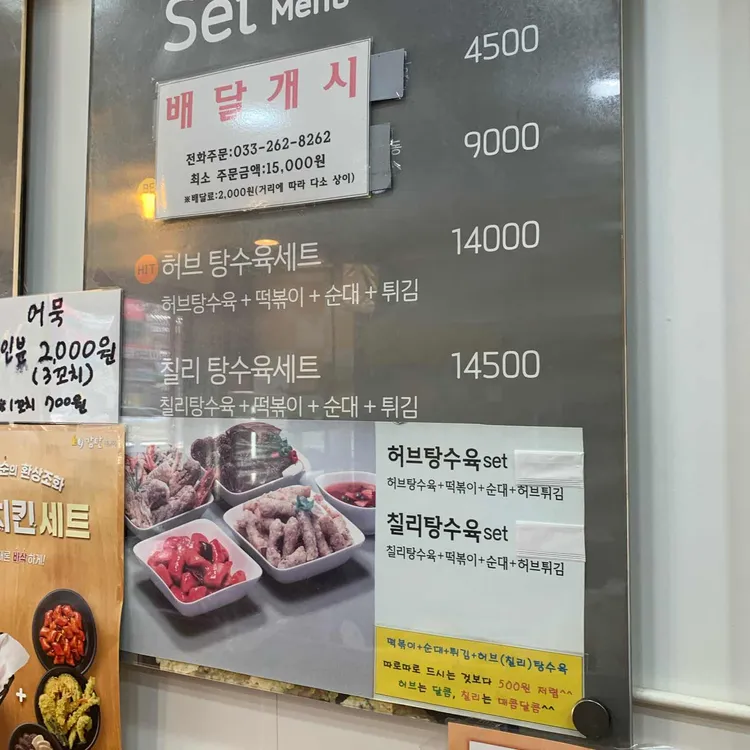 Set Menu
4500
배달개시
전화주문:033-262-8262
최소 주문금액:15,000원
※배달료:2,000원(거리에 따라 다소 상이)
9000
HIT 허브 탕수육세트 14000
허브탕수육 + 떡볶이 + 순대 + 튀김
칠리 탕수육세트 14500
칠리탕수육 + 떡볶이 + 순대 + 튀김
어묵
인분 2,000원
(3꼬치)
1꼬치 700원
환상조화
치킨세트
바삭하게!
허브탕수육set
허브탕수육+떡볶이+순대+허브튀김
칠리탕수육set
칠리탕수육+떡볶이+순대+허브튀김
떡볶이+순대+튀김+허브(칠리)탕수육
따로따로 드시는 것보다 500원 저렴^^
허브는 달콤, 칠리는 매콤달콤^^